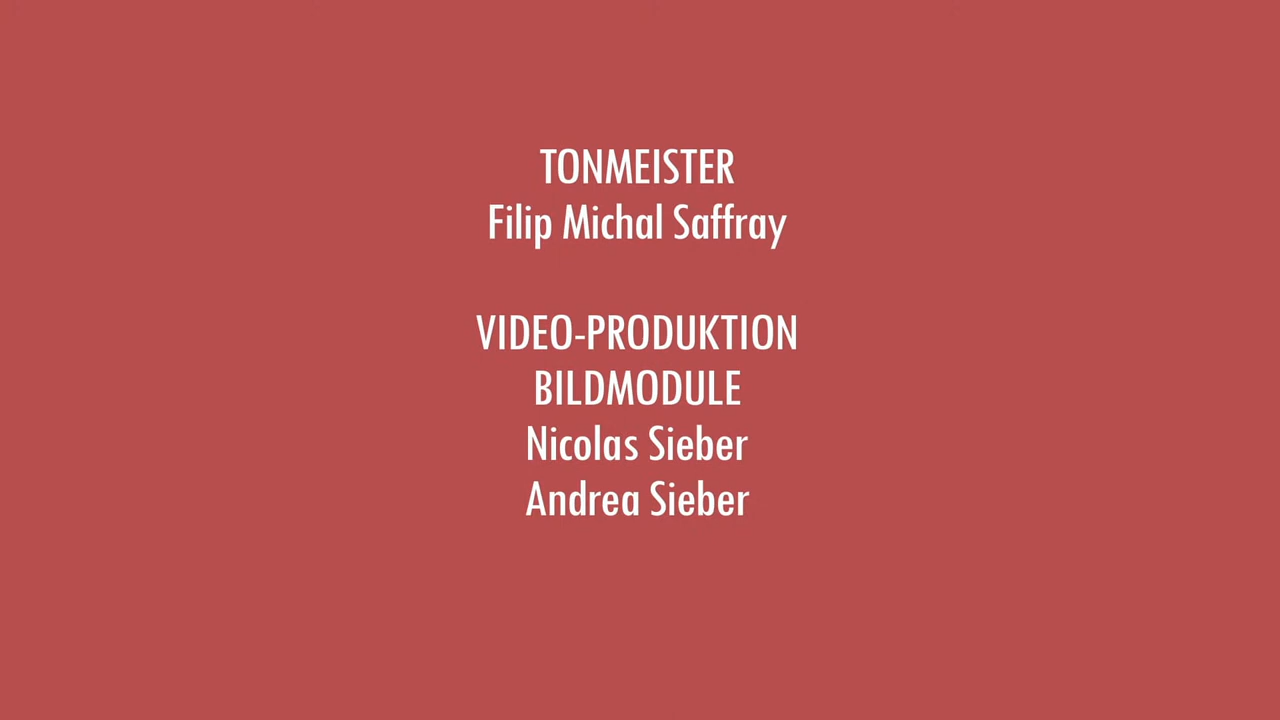 TONMEISTER
Filip Michal Saffray
VIDEO-PRODUKTION
BILDMODULE
Nicolas Sieber
Andrea Sieber